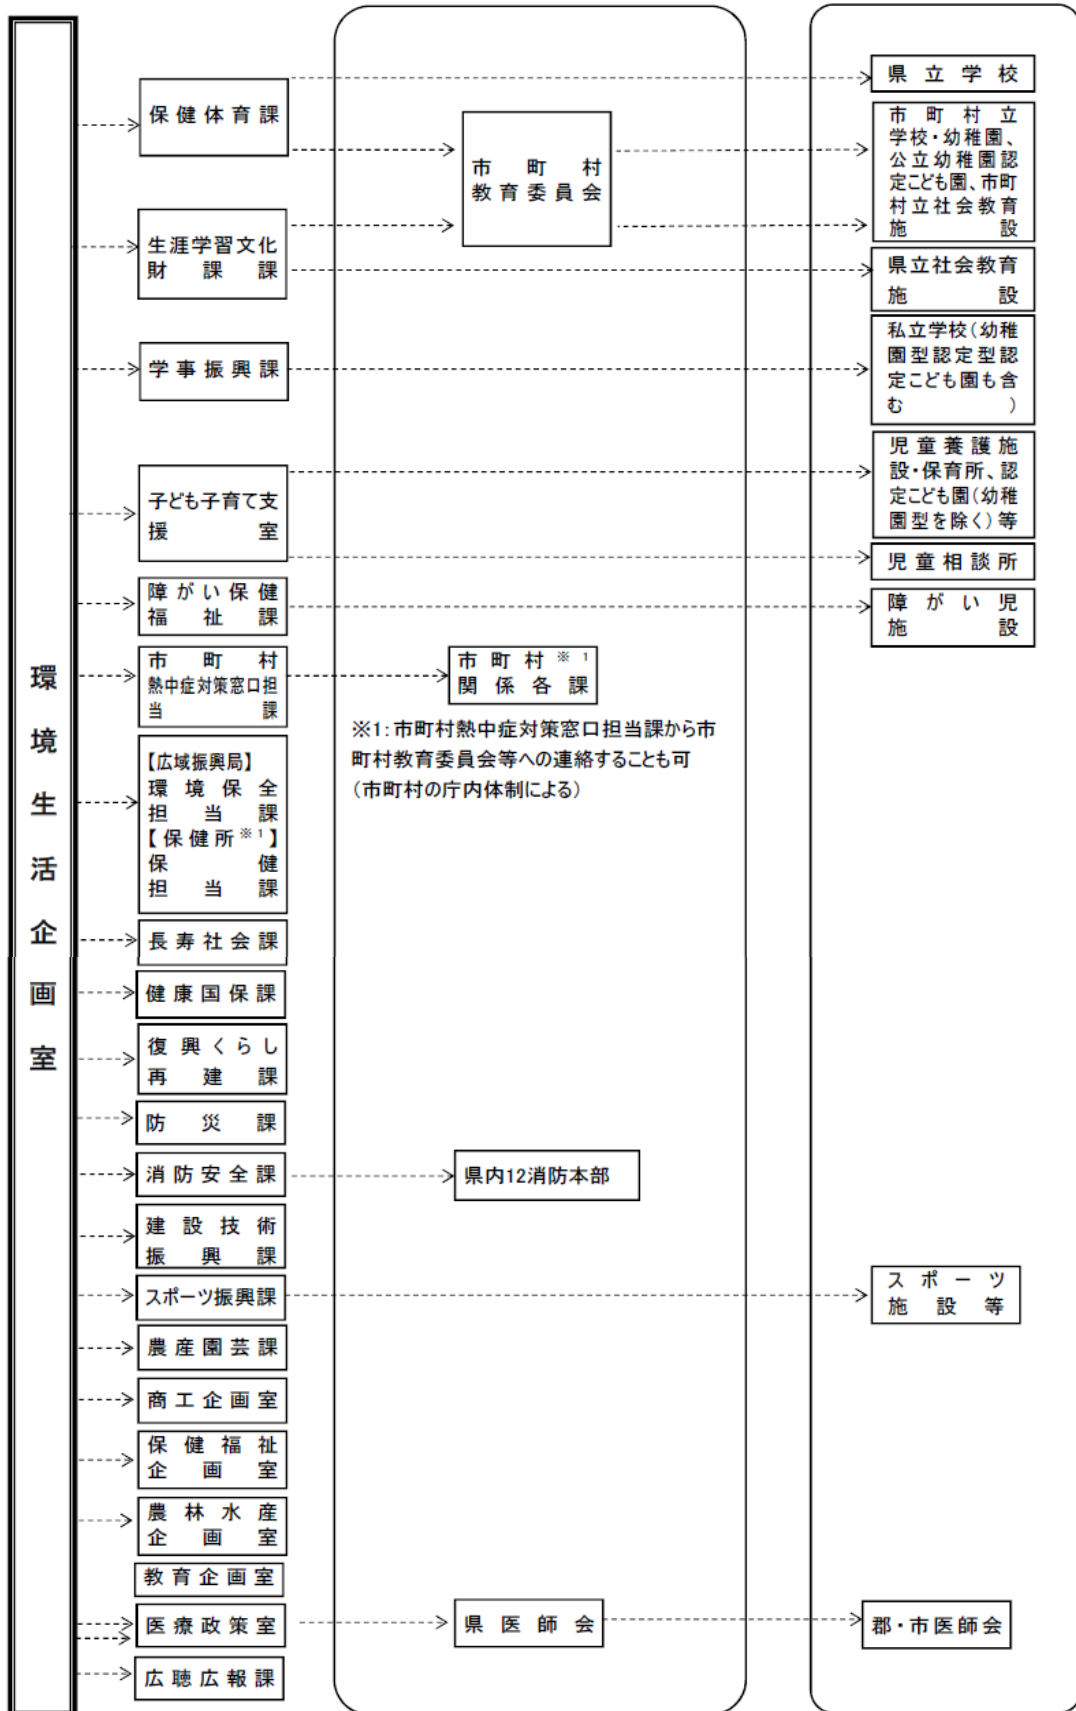 環境生活企画室
保健体育課
生涯学習文化
財課課
学事振興課
子ども子育て支
援室
障がい保健
福祉課
市町村
熱中症対策窓口担
当課
【広域振興局】
環境保全
担当課
【保健所※1】
保健
担当課
長寿社会課
健康国保課
復興くらし
再建課
防災課
消防安全課
建設技術
振興課
スポーツ振興課
農産園芸課
商工企画室
保健福祉
企画室
農林水産
企画室
教育企画室
医療政策室
広聴広報課
市町村
教育委員会
市町村※1
関係各課
※1:市町村熱中症対策窓口担当課から市
町村教育委員会等への連絡することも可
(市町村の庁内体制による)
県内12消防本部
県医師会
県立学校
市町村立
学校・幼稚園、
公立幼稚園認
定こども園、市町
村立社会教育
施設
県立社会教育
施設
私立学校(幼稚
園型認定型認
定こども園も含
む)
児童養護施
設・保育所、認
定こども園(幼稚
園型を除く)等
児童相談所
障がい児
施設
スポーツ
施設等
郡・市医師会